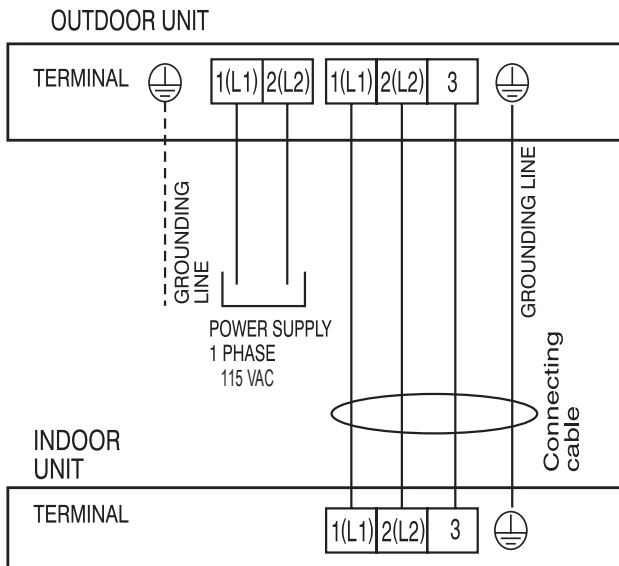 OUTDOOR UNIT
TERMINAL
1(L1) 2(L2) 1(L1) 2(L2) 3
GROUNDING
LINE
GROUNDING LINE
POWER SUPPLY
1 PHASE
115 VAC
Connecting
cable
INDOOR
UNIT
TERMINAL
1(L1) 2(L2) 3